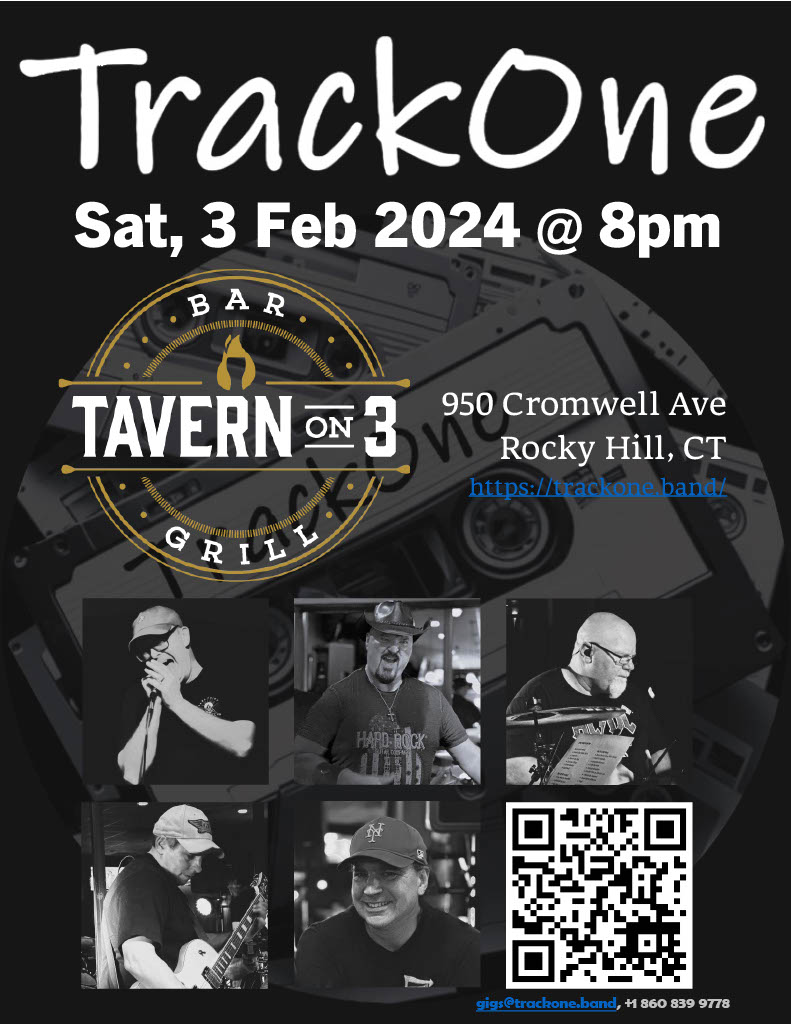 TrackOne
Sat, 3 Feb 2024 @ 8pm
BAR
TAVERN ON 3
GRILL
950 Cromwell Ave
Rocky Hill, CT
https://trackone.band/
TrackOne
HARD ROCK
NY
gigs@trackone.band, +1 860 839 9778